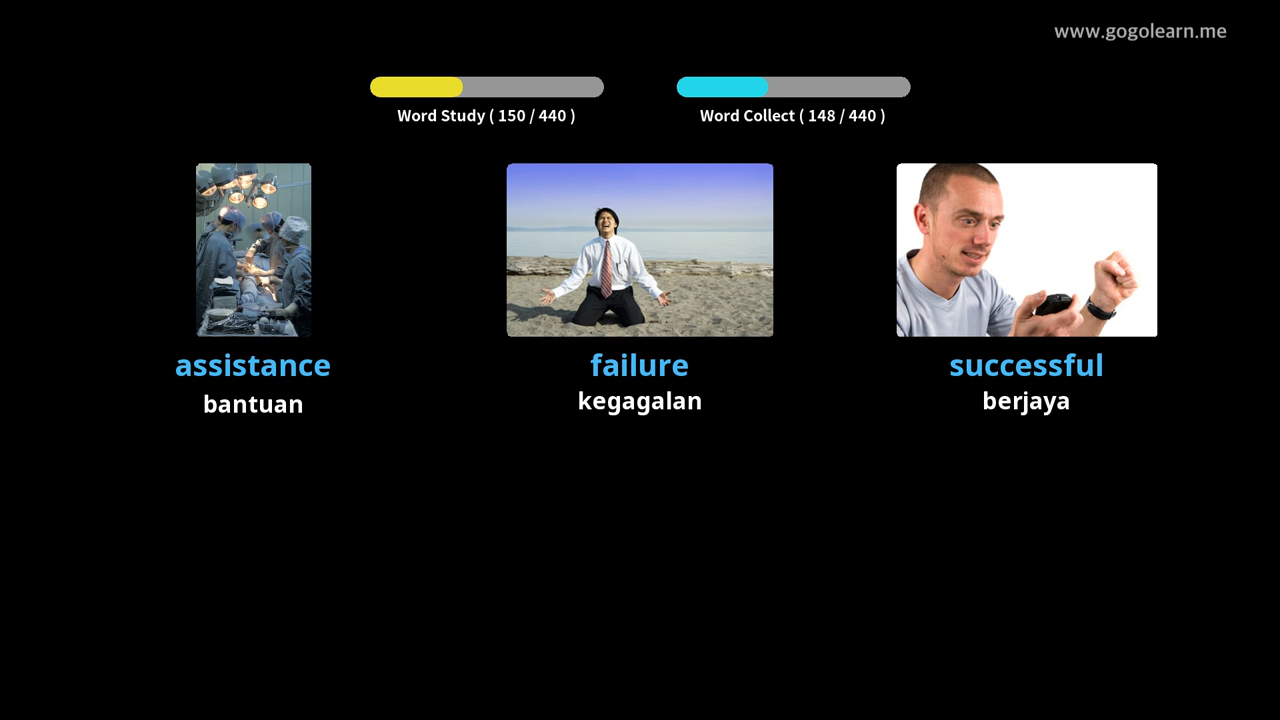 www.gogolearn.me
Word Study ( 150 / 440 )
Word Collect ( 148 / 440 )
assistance
bantuan
failure
kegagalan
successful
berjaya